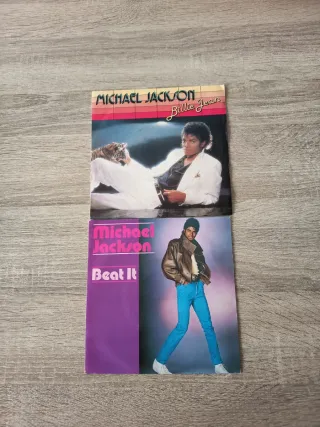 MICHAEL JACKSON
Billie Jean
Michael
Jackson
Beat It